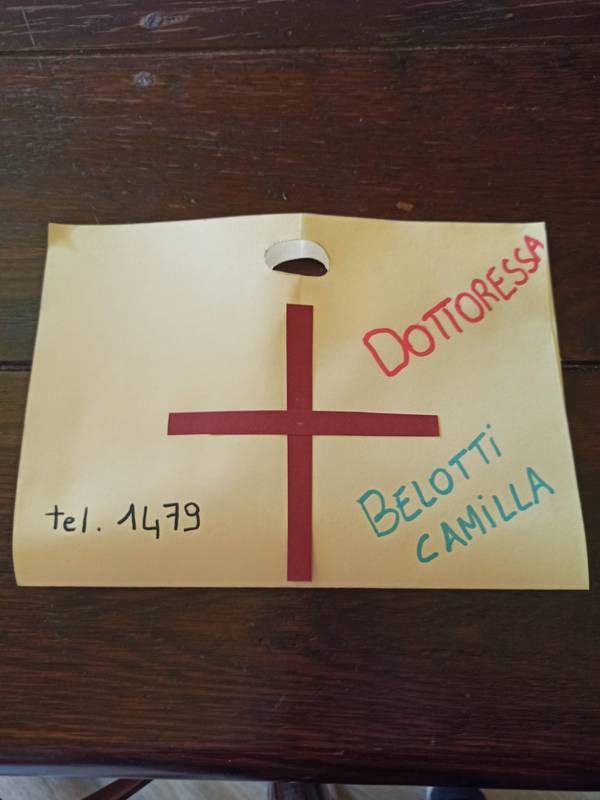 DOTTORESSA
BELOTTi
CAMiLLA
tel. 1479